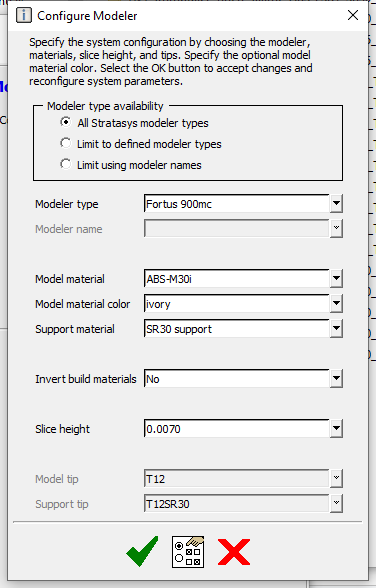 Configure Modeler
Specify the system configuration by choosing the modeler,
materials, slice height, and tips. Specify the optional model
material color. Select the OK button to accept changes and
reconfigure system parameters.
Modeler type availability
All Stratasys modeler types
Limit to defined modeler types
Limit using modeler names
Modeler type Fortus 900mc
Modeler name
Model material ABS-M30i
Model material color ivory
Support material SR30 support
Invert build materials No
Slice height 0.0070
Model tip T12
Support tip T12SR30